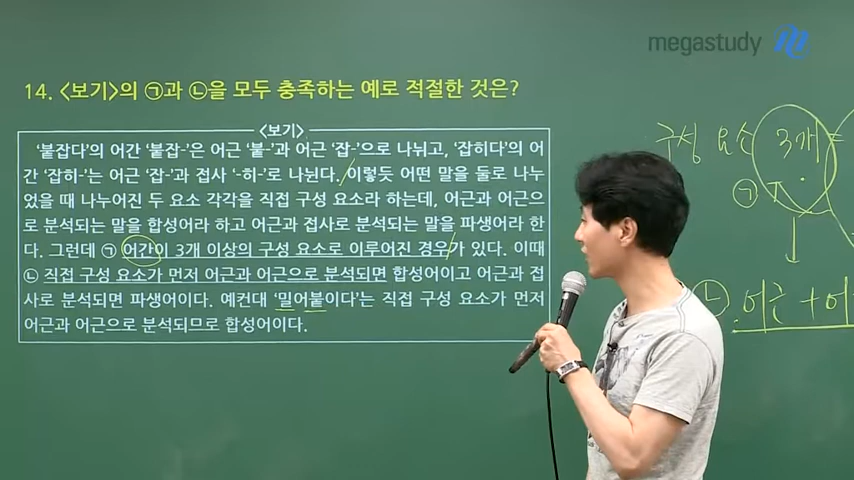 megastudy
14. <보기>의 ㉠과 ㉡을 모두 충족하는 예로 적절한 것은?
<보기>
‘붙잡다’의 어간 ‘붙잡-’은 어근 ‘붙-’과 어근 ‘잡-’으로 나뉘고, ‘잡히다’의 어
간 ‘잡히-’는 어근 ‘잡-’과 접사 ‘-히-’로 나뉜다. 이렇듯 어떤 말을 둘로 나누
었을 때 나누어진 두 요소 각각을 직접 구성 요소라 하는데, 어근과 어근으
로 분석되는 말을 합성어라 하고 어근과 접사로 분석되는 말을 파생어라 한
다. 그런데 ㉠ 어간이 3개 이상의 구성 요소로 이루어진 경우가 있다. 이때
㉡ 직접 구성 요소가 먼저 어근과 어근으로 분석되면 합성어이고 어근과 접
사로 분석되면 파생어이다. 예컨대 ‘밀어붙이다’는 직접 구성 요소가 먼저
어근과 어근으로 분석되므로 합성어이다.
구성 요소 3개
㉠
㉡ 어근 + 어